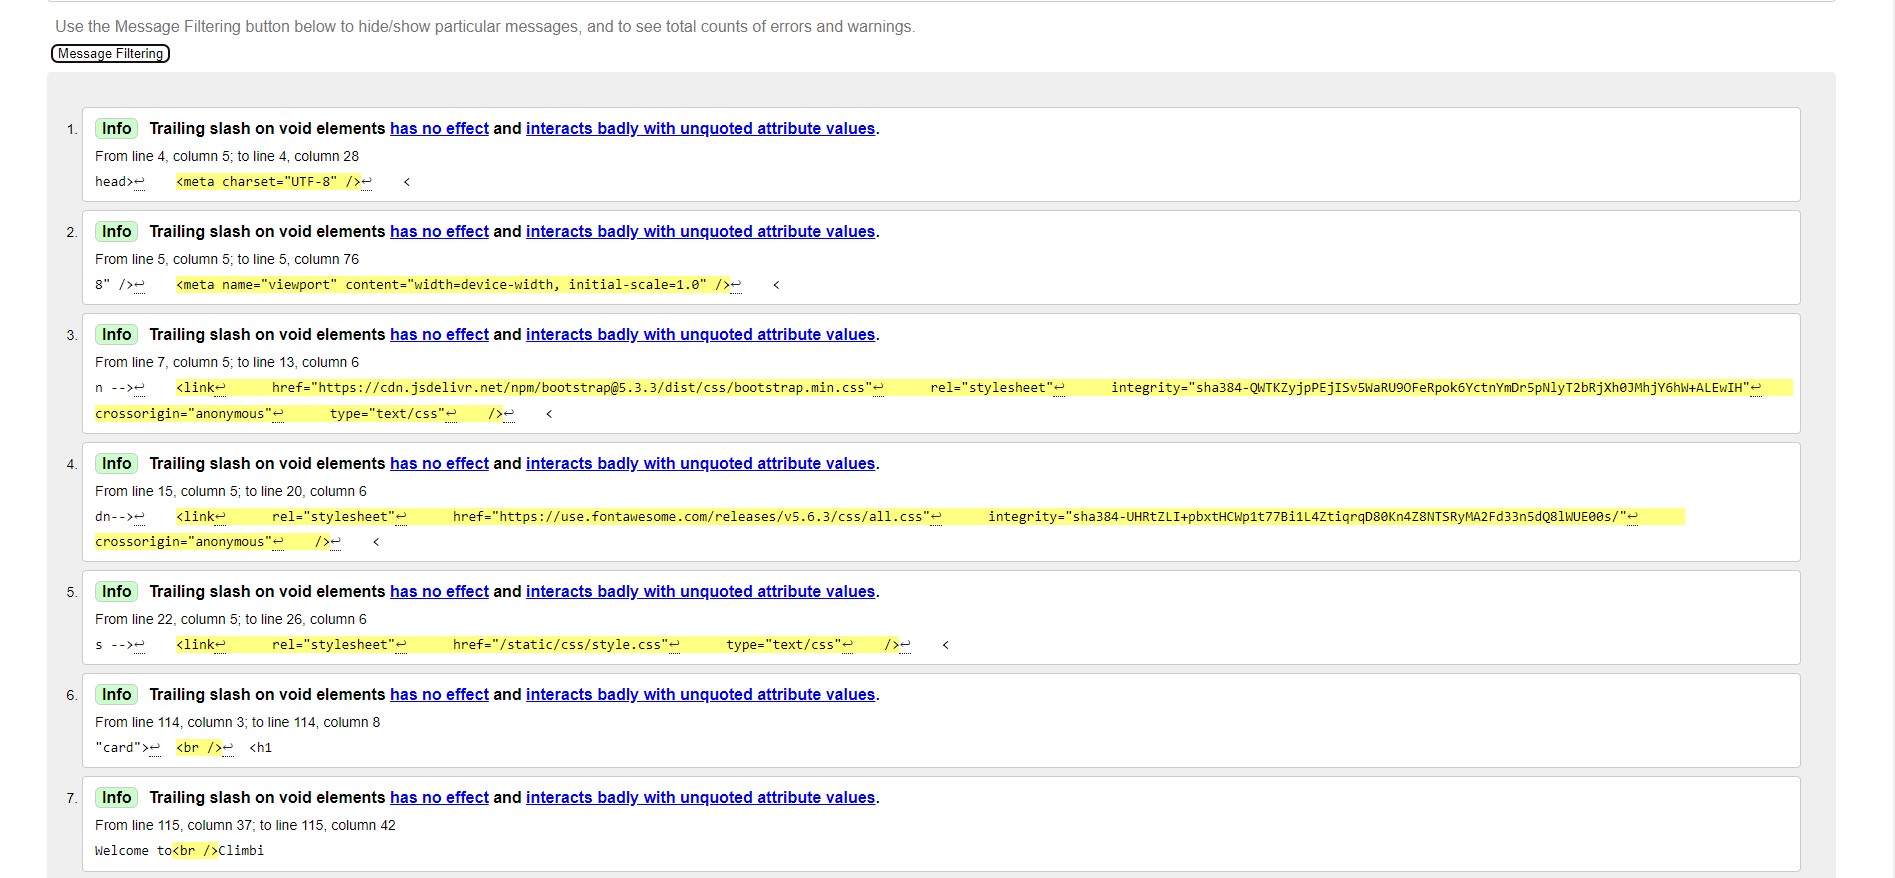 Use the Message Filtering button below to hide/show particular messages, and to see total counts of errors and warnings.
Message Filtering
1. Info Trailing slash on void elements has no effect and interacts badly with unquoted attribute values.
From line 4, column 5; to line 4, column 28
head>↩ <meta charset="UTF-8" />↩ <
2. Info Trailing slash on void elements has no effect and interacts badly with unquoted attribute values.
From line 5, column 5; to line 5, column 76
8" />↩ <meta name="viewport" content="width=device-width, initial-scale=1.0" />↩ <
3. Info Trailing slash on void elements has no effect and interacts badly with unquoted attribute values.
From line 7, column 5; to line 13, column 6
n -->↩ <link↩ href="https://cdn.jsdelivr.net/npm/bootstrap@5.3.3/dist/css/bootstrap.min.css"↩ rel="stylesheet"↩ integrity="sha384-QWTKZyjpPEjISv5WaRU9OFeRpok6YctnYmDr5pNlyT2bRjXh0JMhjY6hW+ALEwIH"↩
crossorigin="anonymous"↩ type="text/css"↩ />↩ <
4. Info Trailing slash on void elements has no effect and interacts badly with unquoted attribute values.
From line 15, column 5; to line 20, column 6
dn-->↩ <link↩ rel="stylesheet"↩ href="https://use.fontawesome.com/releases/v5.6.3/css/all.css"↩ integrity="sha384-UHRtZLI+pbxtHCWp1t77Bi1L4ZtiqrqD80Kn4Z8NTSRyMA2Fd33n5dQ8lWUE00s/"↩
crossorigin="anonymous"↩ />↩ <
5. Info Trailing slash on void elements has no effect and interacts badly with unquoted attribute values.
From line 22, column 5; to line 26, column 6
s -->↩ <link↩ rel="stylesheet"↩ href="/static/css/style.css"↩ type="text/css"↩ />↩ <
6. Info Trailing slash on void elements has no effect and interacts badly with unquoted attribute values.
From line 114, column 3; to line 114, column 8
"card">↩ <br />↩ <h1
7. Info Trailing slash on void elements has no effect and interacts badly with unquoted attribute values.
From line 115, column 37; to line 115, column 42
Welcome to<br />Climbi